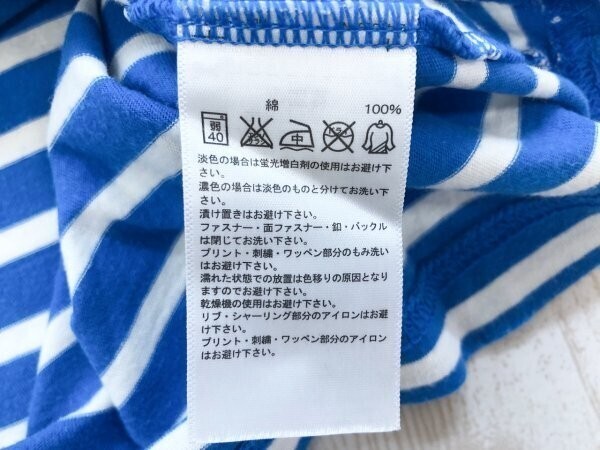 綿 100%
弱 40 エンソサラシ 中 ドライ
淡色の場合は蛍光増白剤の使用はお避け下
さい。
濃色の場合は淡色のものと分けてお洗い下
さい。
漬け置きはお避け下さい。
ファスナー・面ファスナー・釦・バックル
は閉じてお洗い下さい。
プリント・刺繍・ワッペン部分のもみ洗い
はお避け下さい。
濡れた状態での放置は色移りの原因となり
ますのでお避け下さい。
乾燥機の使用はお避け下さい。
リブ・シャーリング部分のアイロンはお避
け下さい。
プリント・刺繍・ワッペン部分のアイロン
はお避け下さい。